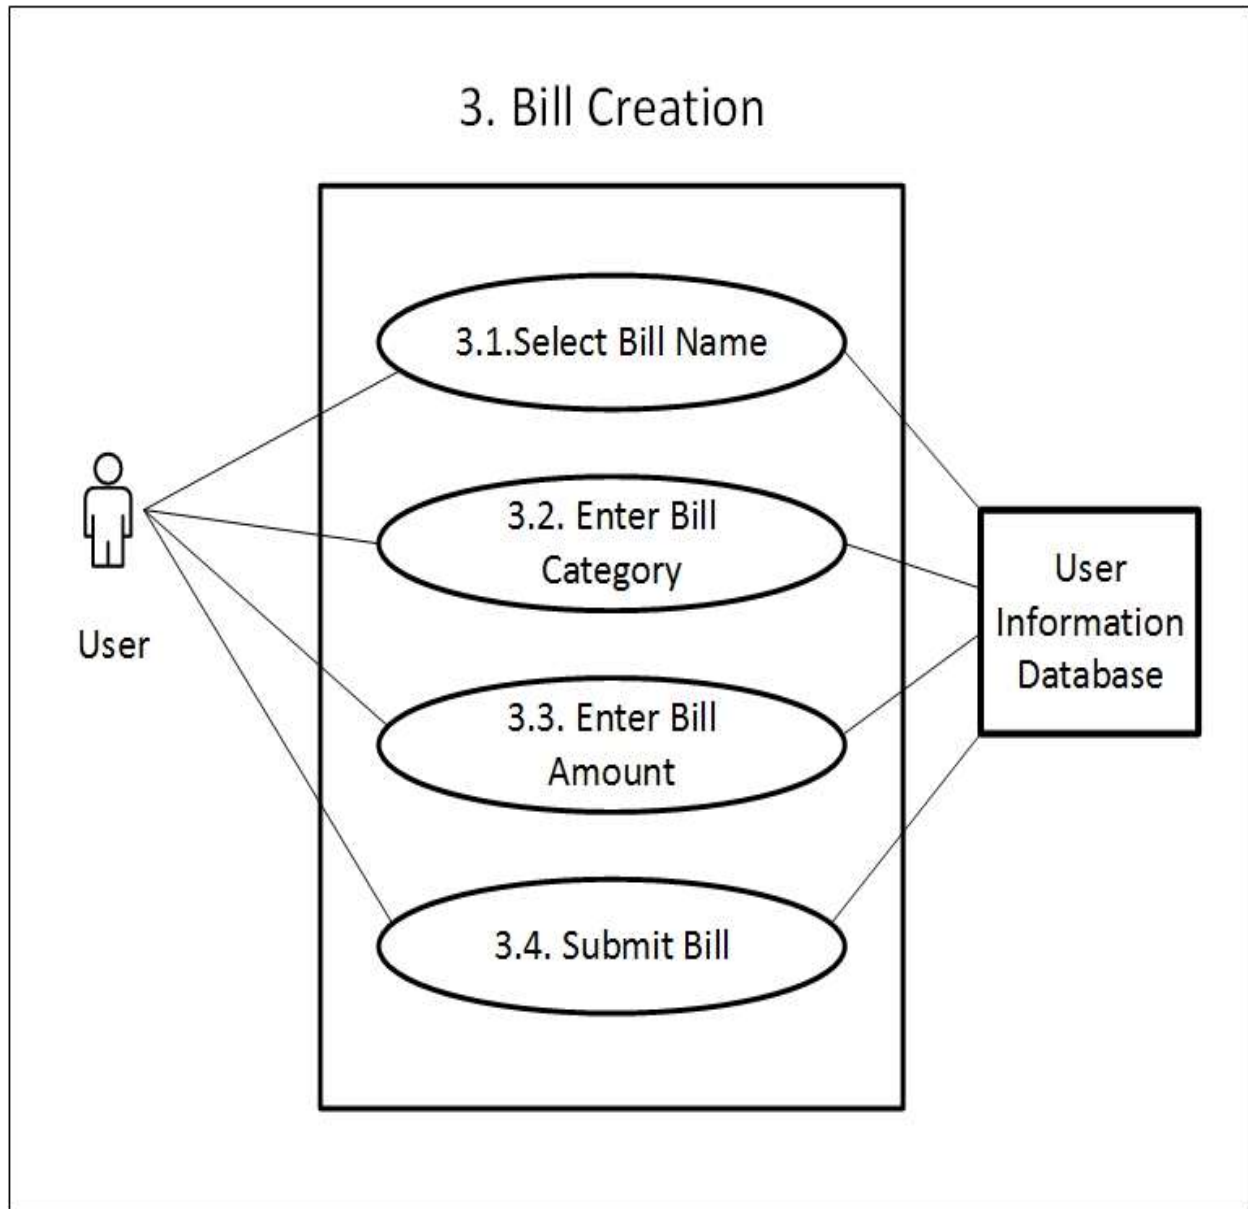 3. Bill Creation
3.1.Select Bill Name
3.2. Enter Bill
Category
User
User
Information
Database
3.3. Enter Bill
Amount
3.4. Submit Bill